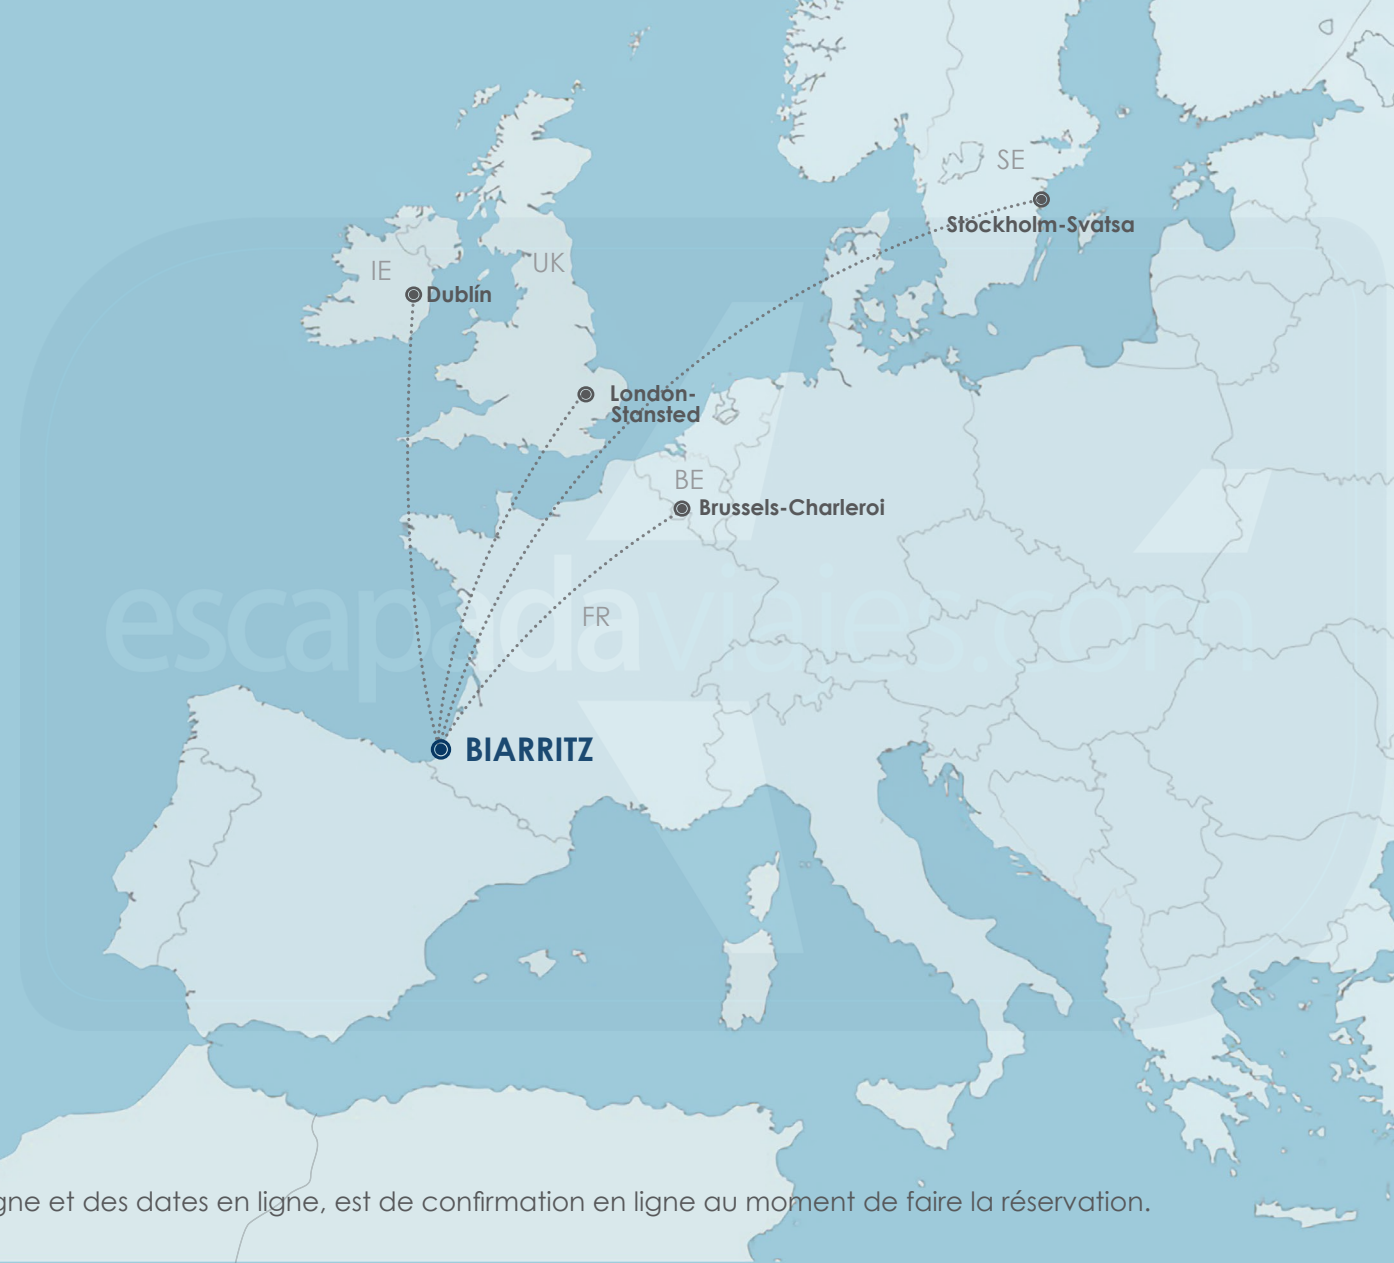 SE
Stockholm-Svatsa
IE
UK
Dublín
London-
Stansted
BE
Brussels-Charleroi
escapadaviajes.com
FR
BIARRITZ
gne et des dates en ligne, est de confirmation en ligne au moment de faire la réservation.